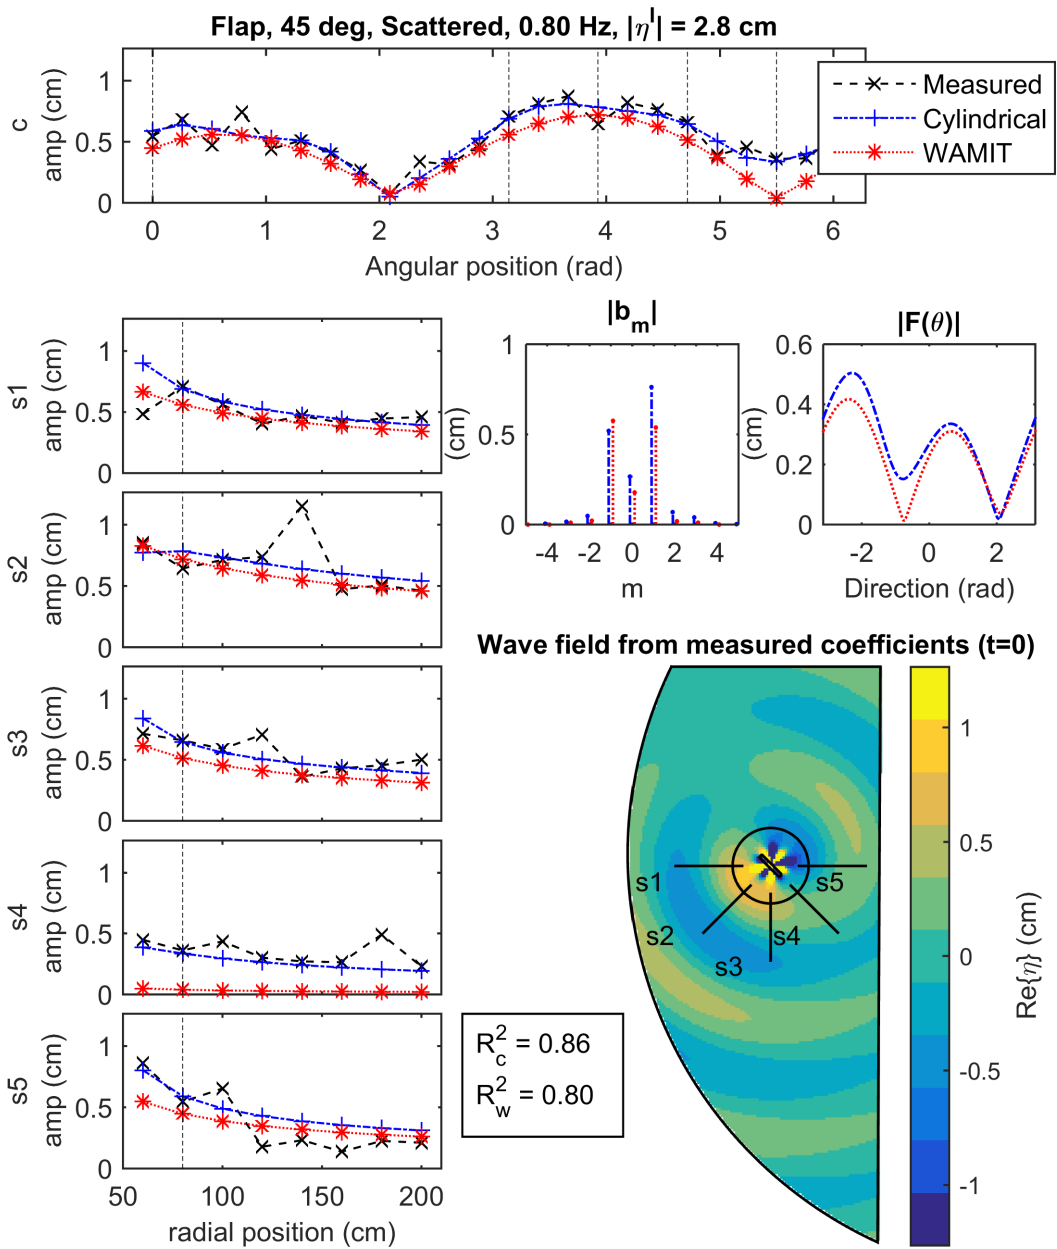 Flap, 45 deg, Scattered, 0.80 Hz, |η^I| = 2.8 cm
c
amp (cm)
1
0.5
0
0 1 2 3 4 5 6
Angular position (rad)
Measured
Cylindrical
WAMIT
s1
amp (cm)
1
0.5
0
s2
amp (cm)
1
0.5
0
s3
amp (cm)
1
0.5
0
s4
amp (cm)
1
0.5
0
s5
amp (cm)
1
0.5
0
50 100 150 200
radial position (cm)
|b_m|
(cm)
1
0.5
0
-4 -2 0 2 4
m
|F(θ)|
(cm)
0.6
0.4
0.2
0
-2 0 2
Direction (rad)
Wave field from measured coefficients (t=0)
s1
s2
s3
s4
s5
1
0.5
0
-0.5
-1
Re{η} (cm)
R_c^2 = 0.86
R_w^2 = 0.80